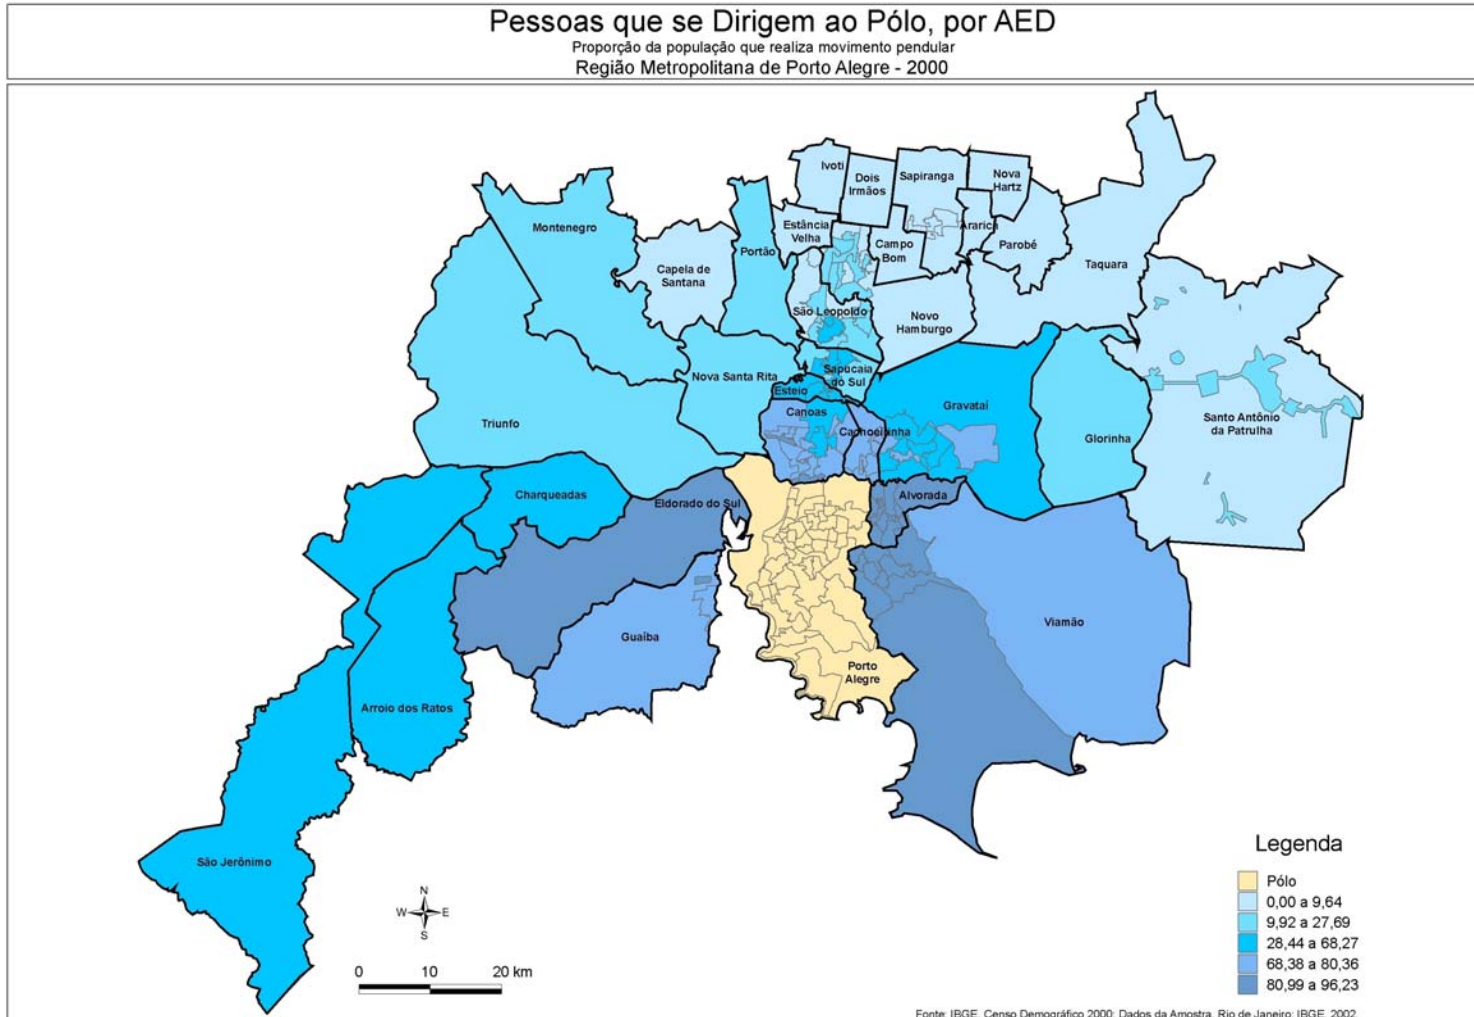 Pessoas que se Dirigem ao Pólo, por AED
Proporção da população que realiza movimento pendular
Região Metropolitana de Porto Alegre - 2000
Ivoti
Dois
Irmãos
Sapiranga
Nova
Hartz
Montenegro
Estância
Velha
Araricá
Portão
Campo
Bom
Parobé
Capela de
Santana
Taquara
São Leopoldo
Novo
Hamburgo
Nova Santa Rita
Sapucaia
do Sul
Esteio
Gravataí
Canoas
Santo Antônio
da Patrulha
Triunfo
Cachoeirinha
Glorinha
Charqueadas
Eldorado do Sul
Alvorada
Guaíba
Viamão
Porto
Alegre
Arroio dos Ratos
São Jerônimo
N
W
E
S
0 10 20 km
Legenda
Pólo
0,00 a 9,64
9,92 a 27,69
28,44 a 68,27
68,38 a 80,36
80,99 a 96,23
Fonte: IBGE, Censo Demográfico 2000: Dados da Amostra. Rio de Janeiro: IBGE, 2002